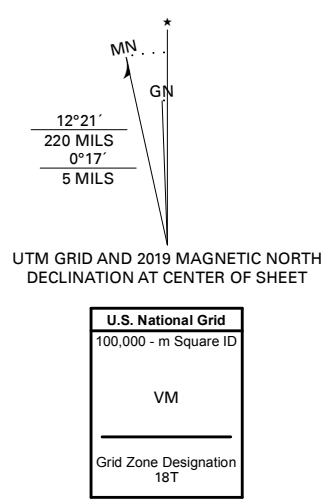 MN
GN
12°21´
220 MILS
0°17´
5 MILS
UTM GRID AND 2019 MAGNETIC NORTH
DECLINATION AT CENTER OF SHEET
U.S. National Grid
100,000 - m Square ID
VM
Grid Zone Designation
18T